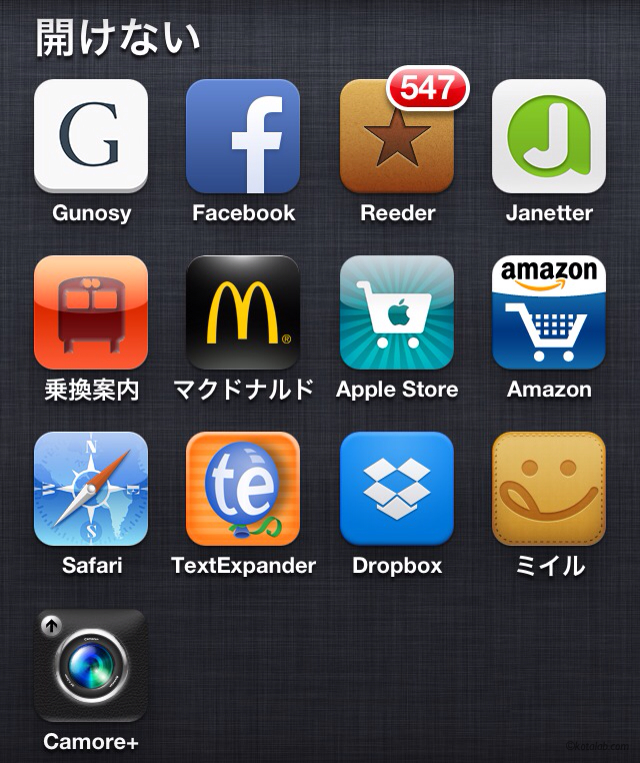 開けない
547
G
f
J
Gunosy
Facebook
Reeder
Janetter
amazon
M
®
乗換案内
マクドナルド
Apple Store
Amazon
N
W
E
S
te
Safari
TextExpander
Dropbox
ミイル
Camore+
©kotolab.com